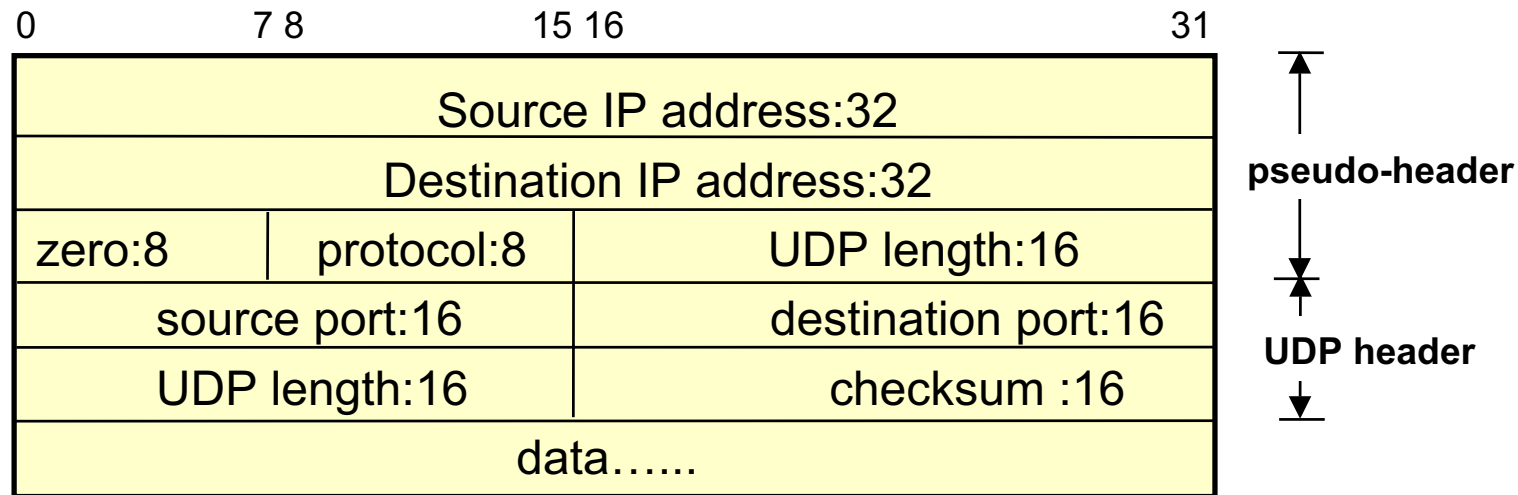 0 7 8 15 16 31
Source IP address:32
Destination IP address:32
pseudo-header
zero:8 protocol:8 UDP length:16
source port:16 destination port:16
UDP header
UDP length:16 checksum :16
data…...